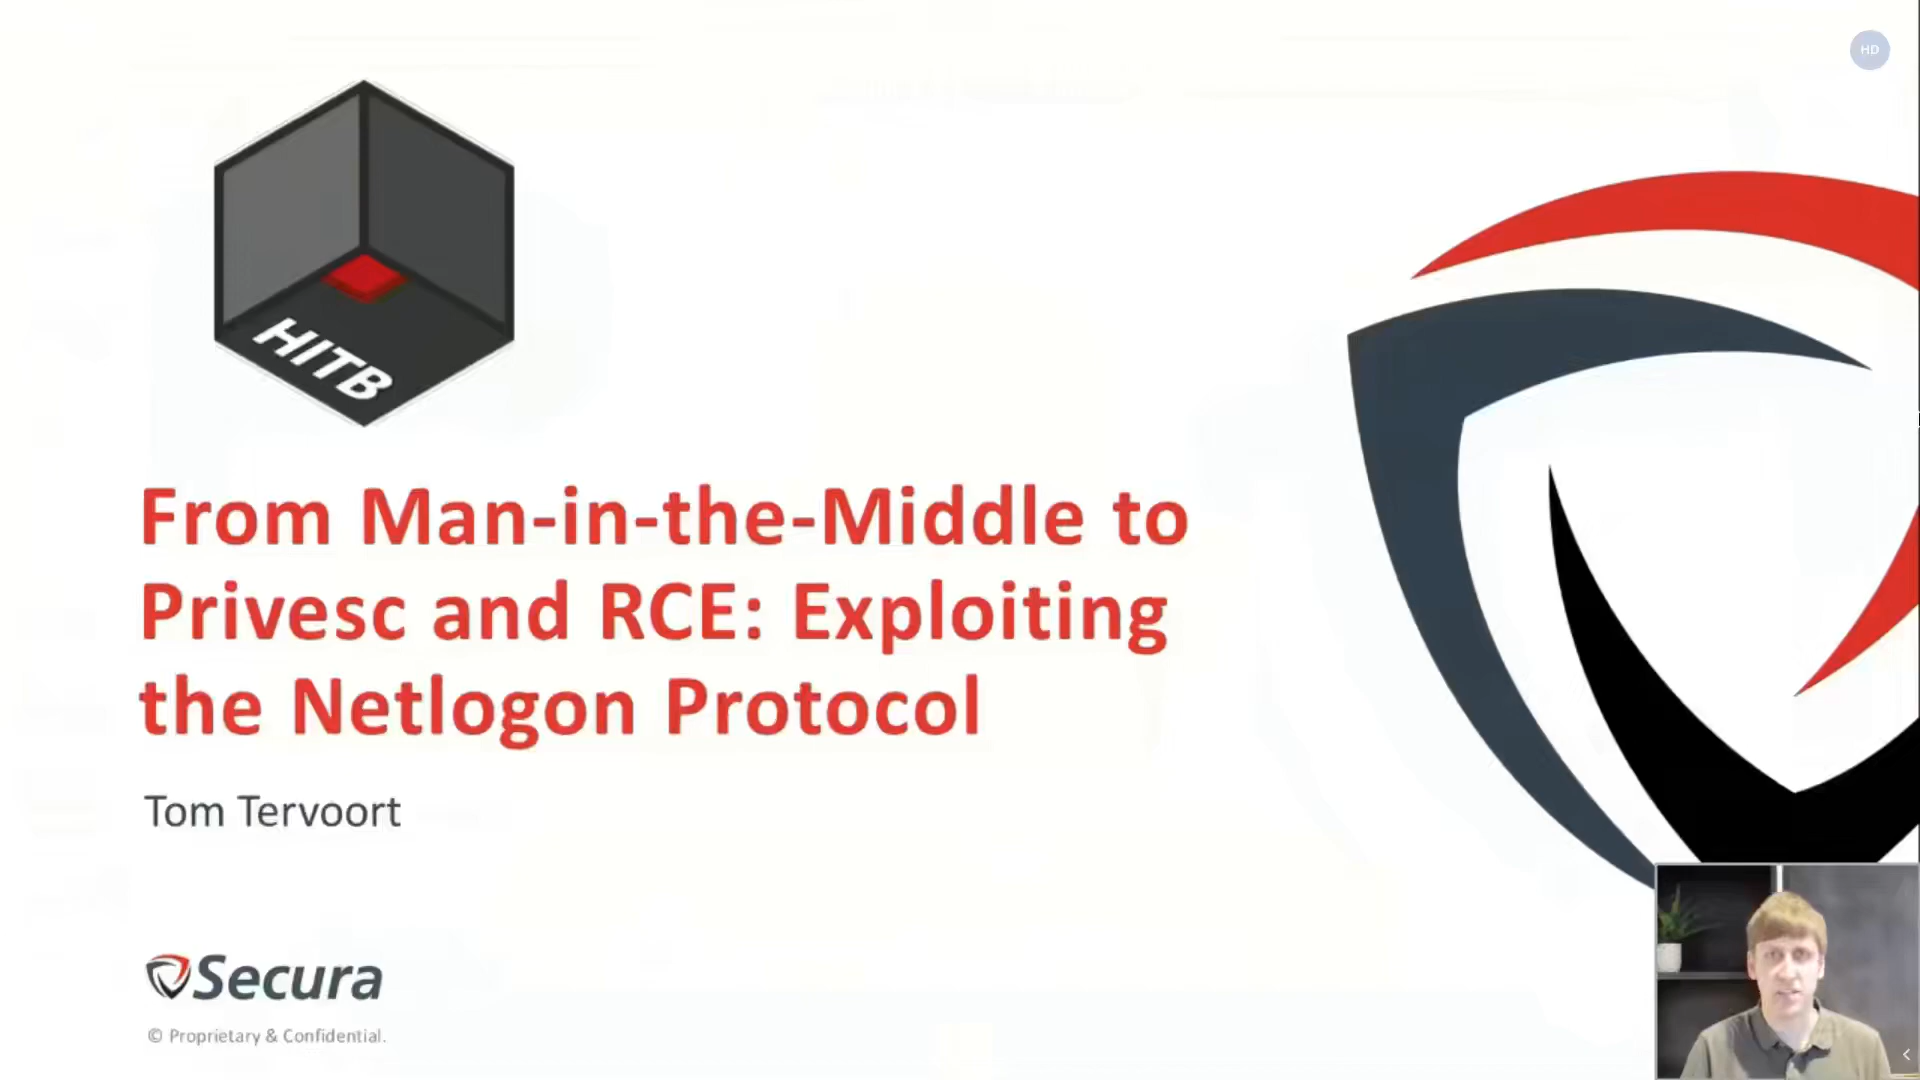 HD
HITB
From Man-in-the-Middle to
Privesc and RCE: Exploiting
the Netlogon Protocol
Tom Tervoort
Secura
© Proprietary & Confidential.